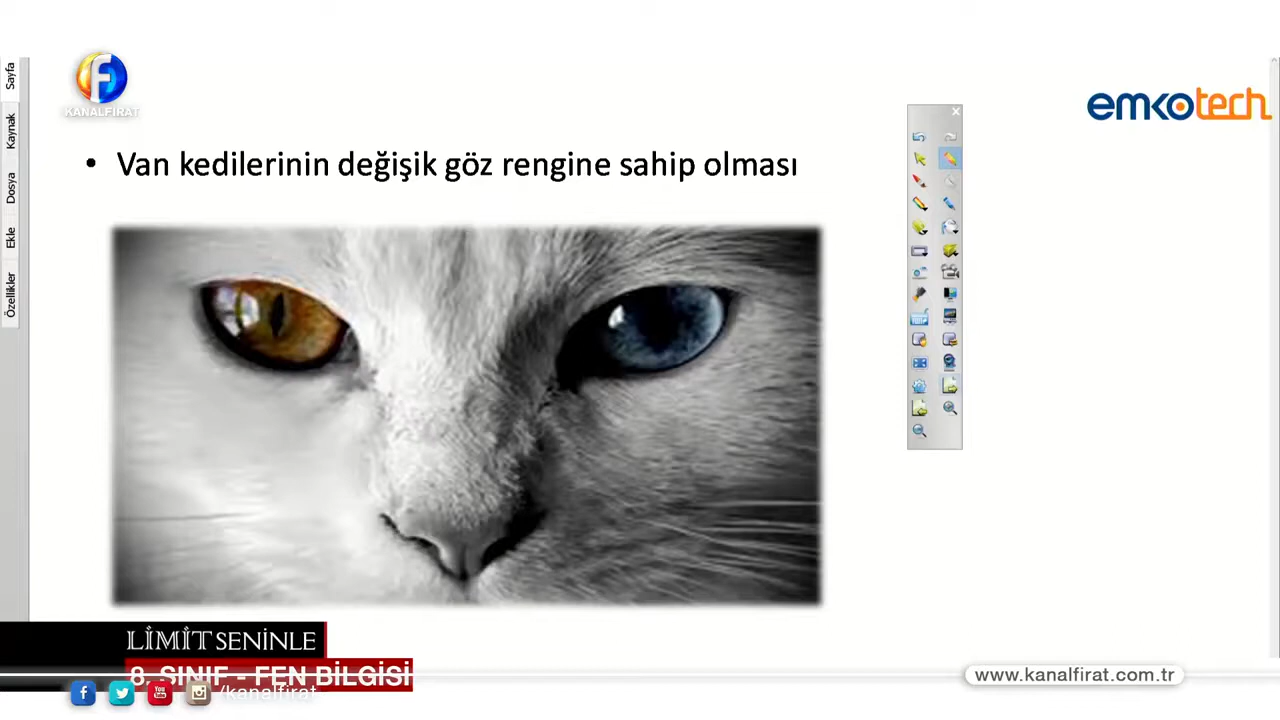 Sayfa
Kaynak
Dosya
Ekle
Özellikler
KANALFIRAT
emkotech
• Van kedilerinin değişik göz rengine sahip olması
LİMİT SENİNLE
8. SINIF - FEN BİLGİSİ
/kanalfirat
www.kanalfirat.com.tr